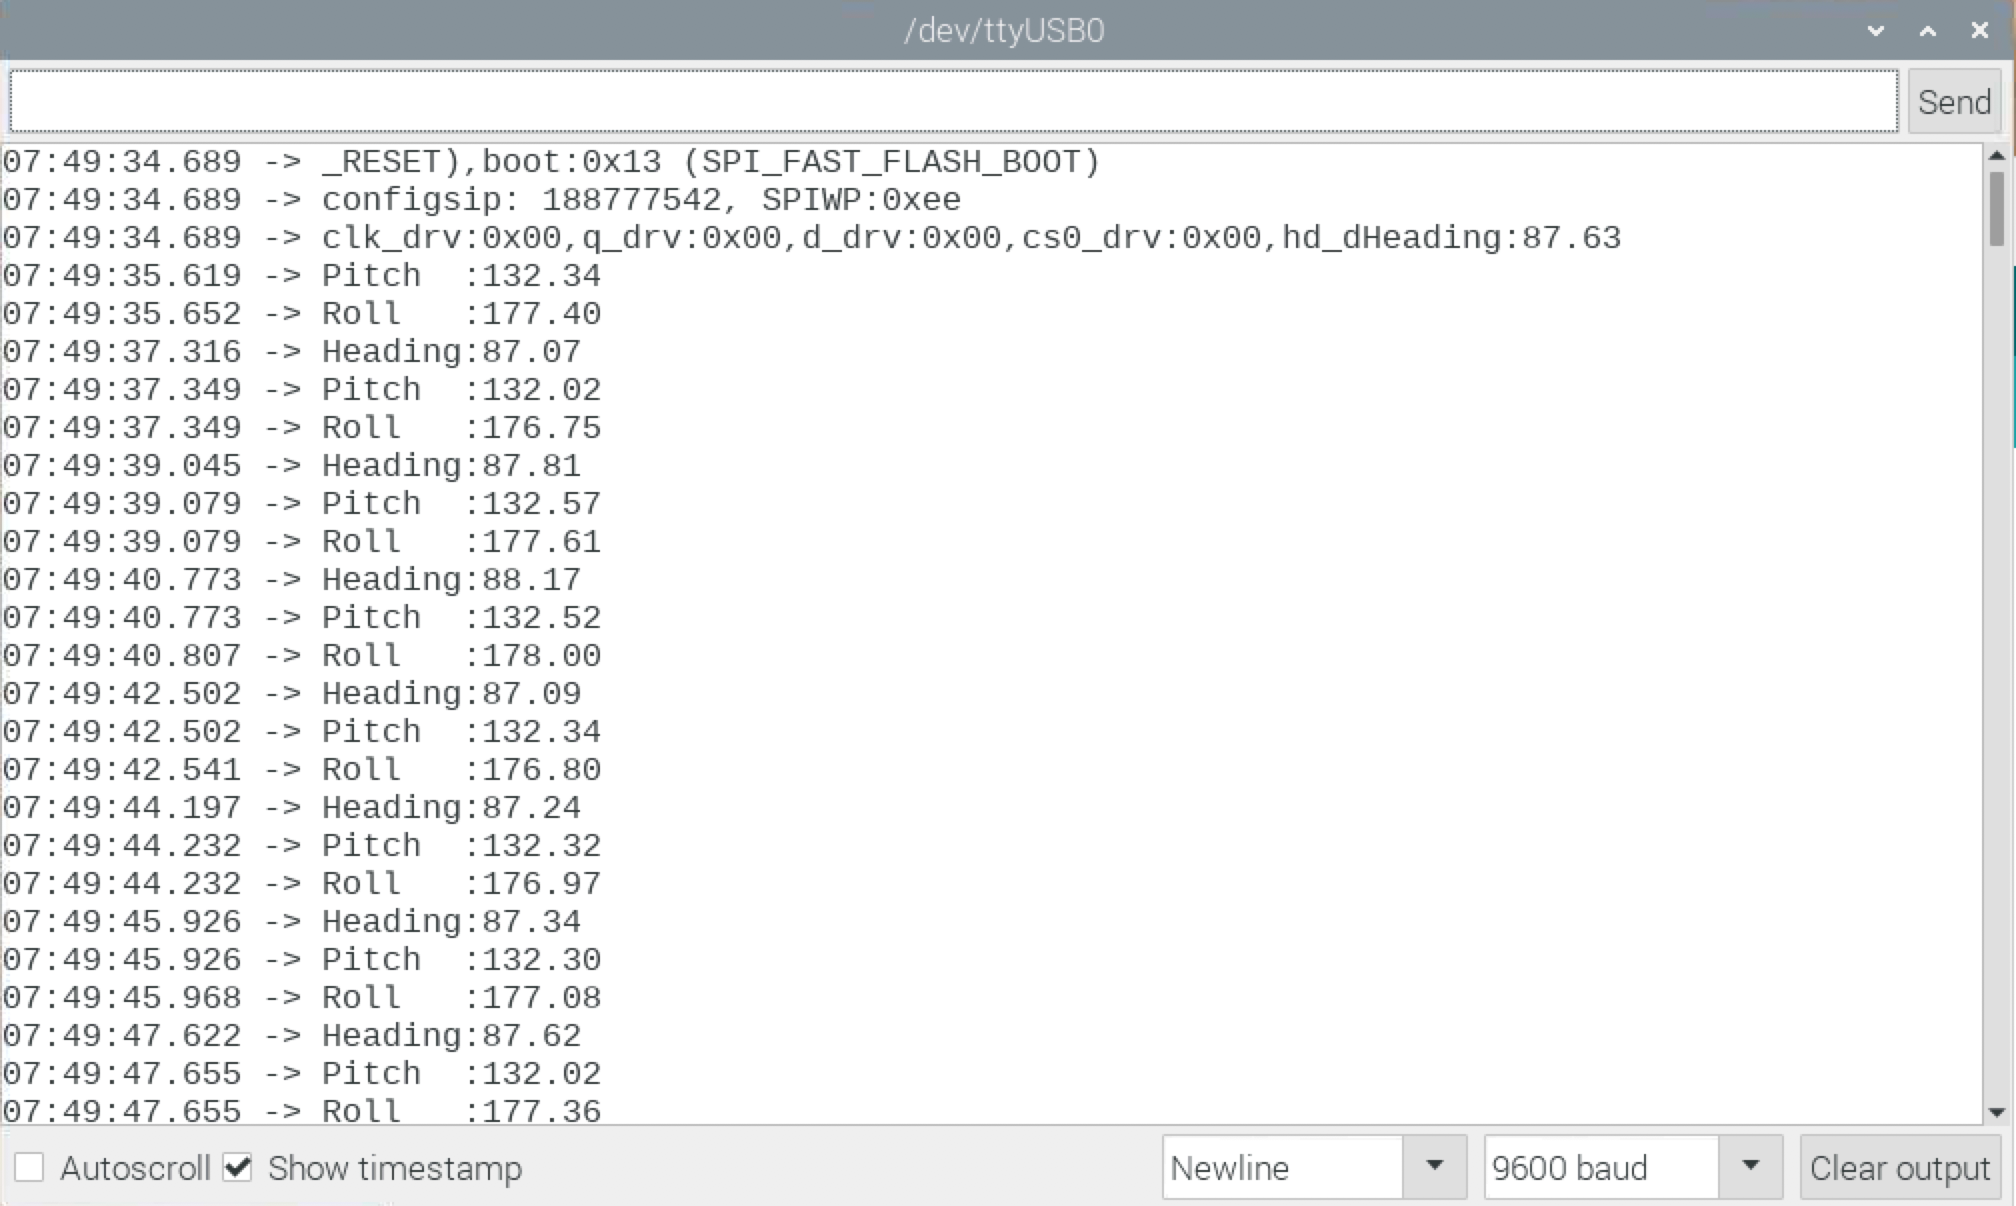 /dev/ttyUSB0
Send
07:49:34.689 -> _RESET),boot:0x13 (SPI_FAST_FLASH_BOOT)
07:49:34.689 -> configsip: 188777542, SPIWP:0xee
07:49:34.689 -> clk_drv:0x00,q_drv:0x00,d_drv:0x00,cs0_drv:0x00,hd_dHeading:87.63
07:49:35.619 -> Pitch  :132.34
07:49:35.652 -> Roll   :177.40
07:49:37.316 -> Heading:87.07
07:49:37.349 -> Pitch  :132.02
07:49:37.349 -> Roll   :176.75
07:49:39.045 -> Heading:87.81
07:49:39.079 -> Pitch  :132.57
07:49:39.079 -> Roll   :177.61
07:49:40.773 -> Heading:88.17
07:49:40.773 -> Pitch  :132.52
07:49:40.807 -> Roll   :178.00
07:49:42.502 -> Heading:87.09
07:49:42.502 -> Pitch  :132.34
07:49:42.541 -> Roll   :176.80
07:49:44.197 -> Heading:87.24
07:49:44.232 -> Pitch  :132.32
07:49:44.232 -> Roll   :176.97
07:49:45.926 -> Heading:87.34
07:49:45.926 -> Pitch  :132.30
07:49:45.968 -> Roll   :177.08
07:49:47.622 -> Heading:87.62
07:49:47.655 -> Pitch  :132.02
07:49:47.655 -> Roll   :177.36
Autoscroll Show timestamp Newline 9600 baud Clear output